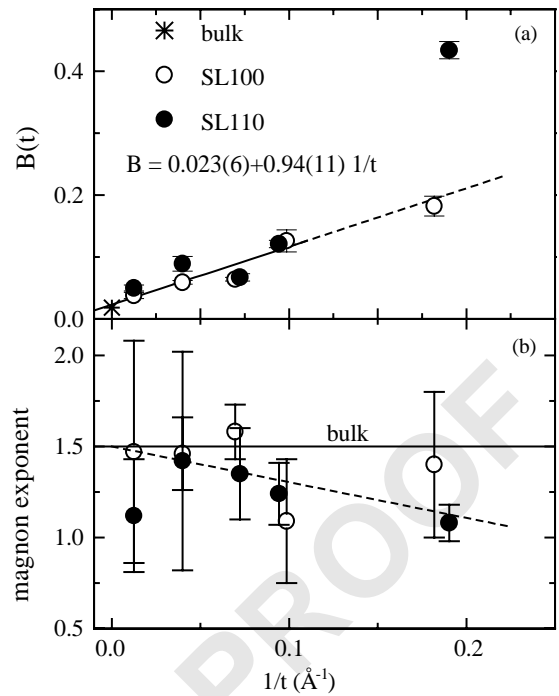 (a)
bulk
SL100
SL110
B = 0.023(6)+0.94(11) 1/t
B(t)
0.4
0.2
0.0
(b)
bulk
magnon exponent
2.0
1.5
1.0
0.5
0.0 0.1 0.2
1/t (Å⁻¹)
PROOF